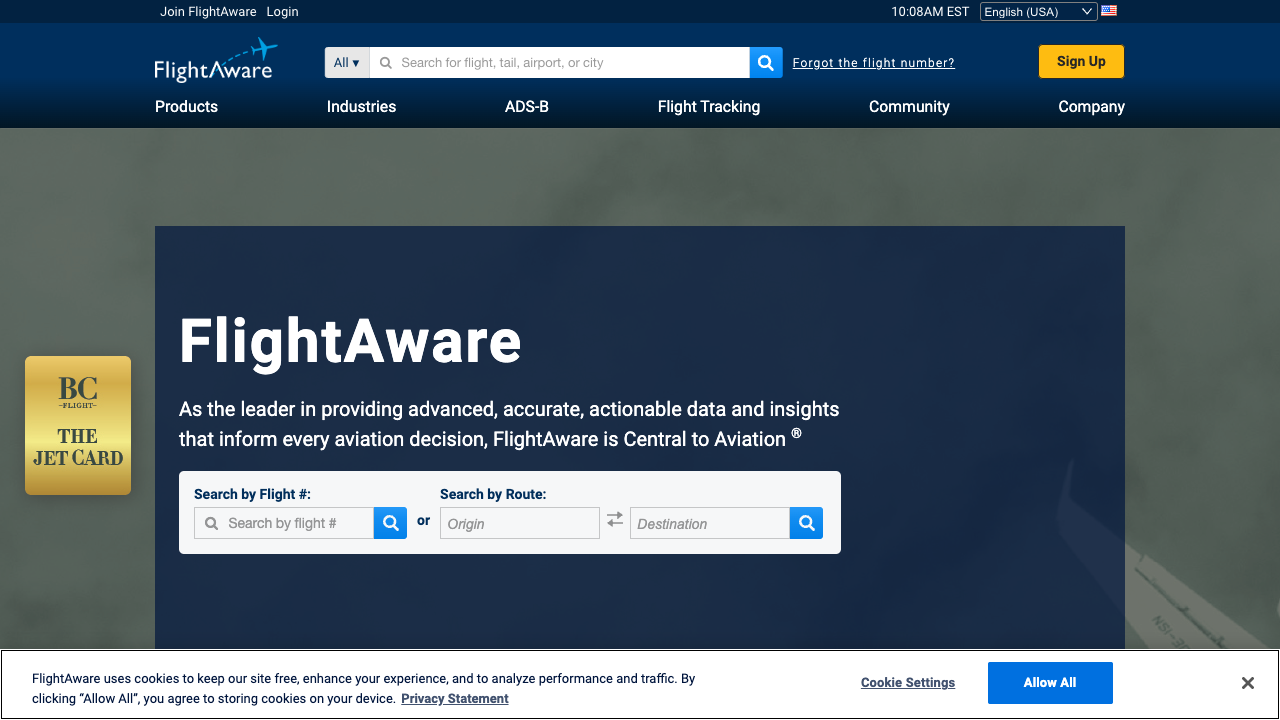 Join FlightAware Login 10:08AM EST English (USA)
FlightAware All ▾ Search for flight, tail, airport, or city Forgot the flight number? Sign Up
Products Industries ADS-B Flight Tracking Community Company
FlightAware
As the leader in providing advanced, accurate, actionable data and insights
that inform every aviation decision, FlightAware is Central to Aviation ®
BC
-FLIGHT-
THE
JET CARD
Search by Flight #: Search by Route:
Search by flight # or Origin Destination
FlightAware uses cookies to keep our site free, enhance your experience, and to analyze performance and traffic. By
clicking “Allow All”, you agree to storing cookies on your device. Privacy Statement
Cookie Settings Allow All